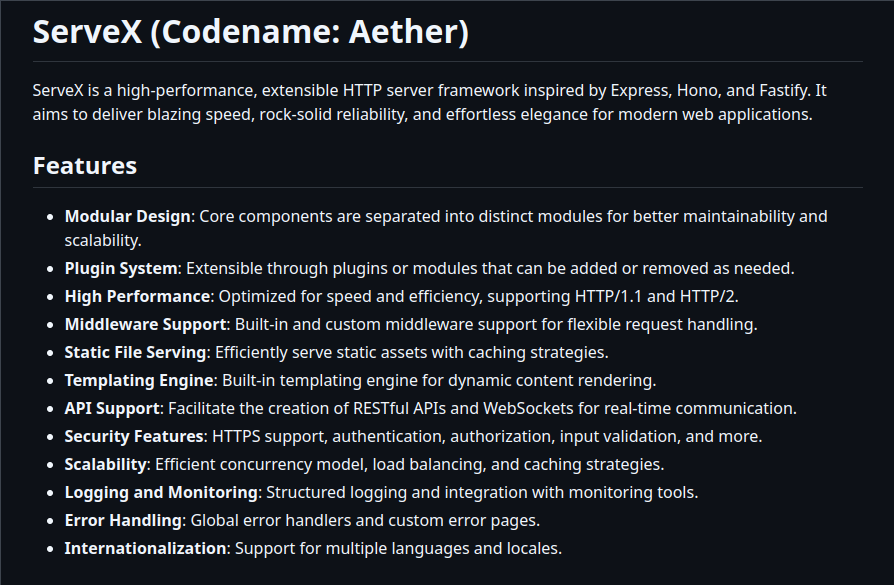 ServeX (Codename: Aether)
ServeX is a high-performance, extensible HTTP server framework inspired by Express, Hono, and Fastify. It
aims to deliver blazing speed, rock-solid reliability, and effortless elegance for modern web applications.
Features
• Modular Design: Core components are separated into distinct modules for better maintainability and
scalability.
• Plugin System: Extensible through plugins or modules that can be added or removed as needed.
• High Performance: Optimized for speed and efficiency, supporting HTTP/1.1 and HTTP/2.
• Middleware Support: Built-in and custom middleware support for flexible request handling.
• Static File Serving: Efficiently serve static assets with caching strategies.
• Templating Engine: Built-in templating engine for dynamic content rendering.
• API Support: Facilitate the creation of RESTful APIs and WebSockets for real-time communication.
• Security Features: HTTPS support, authentication, authorization, input validation, and more.
• Scalability: Efficient concurrency model, load balancing, and caching strategies.
• Logging and Monitoring: Structured logging and integration with monitoring tools.
• Error Handling: Global error handlers and custom error pages.
• Internationalization: Support for multiple languages and locales.